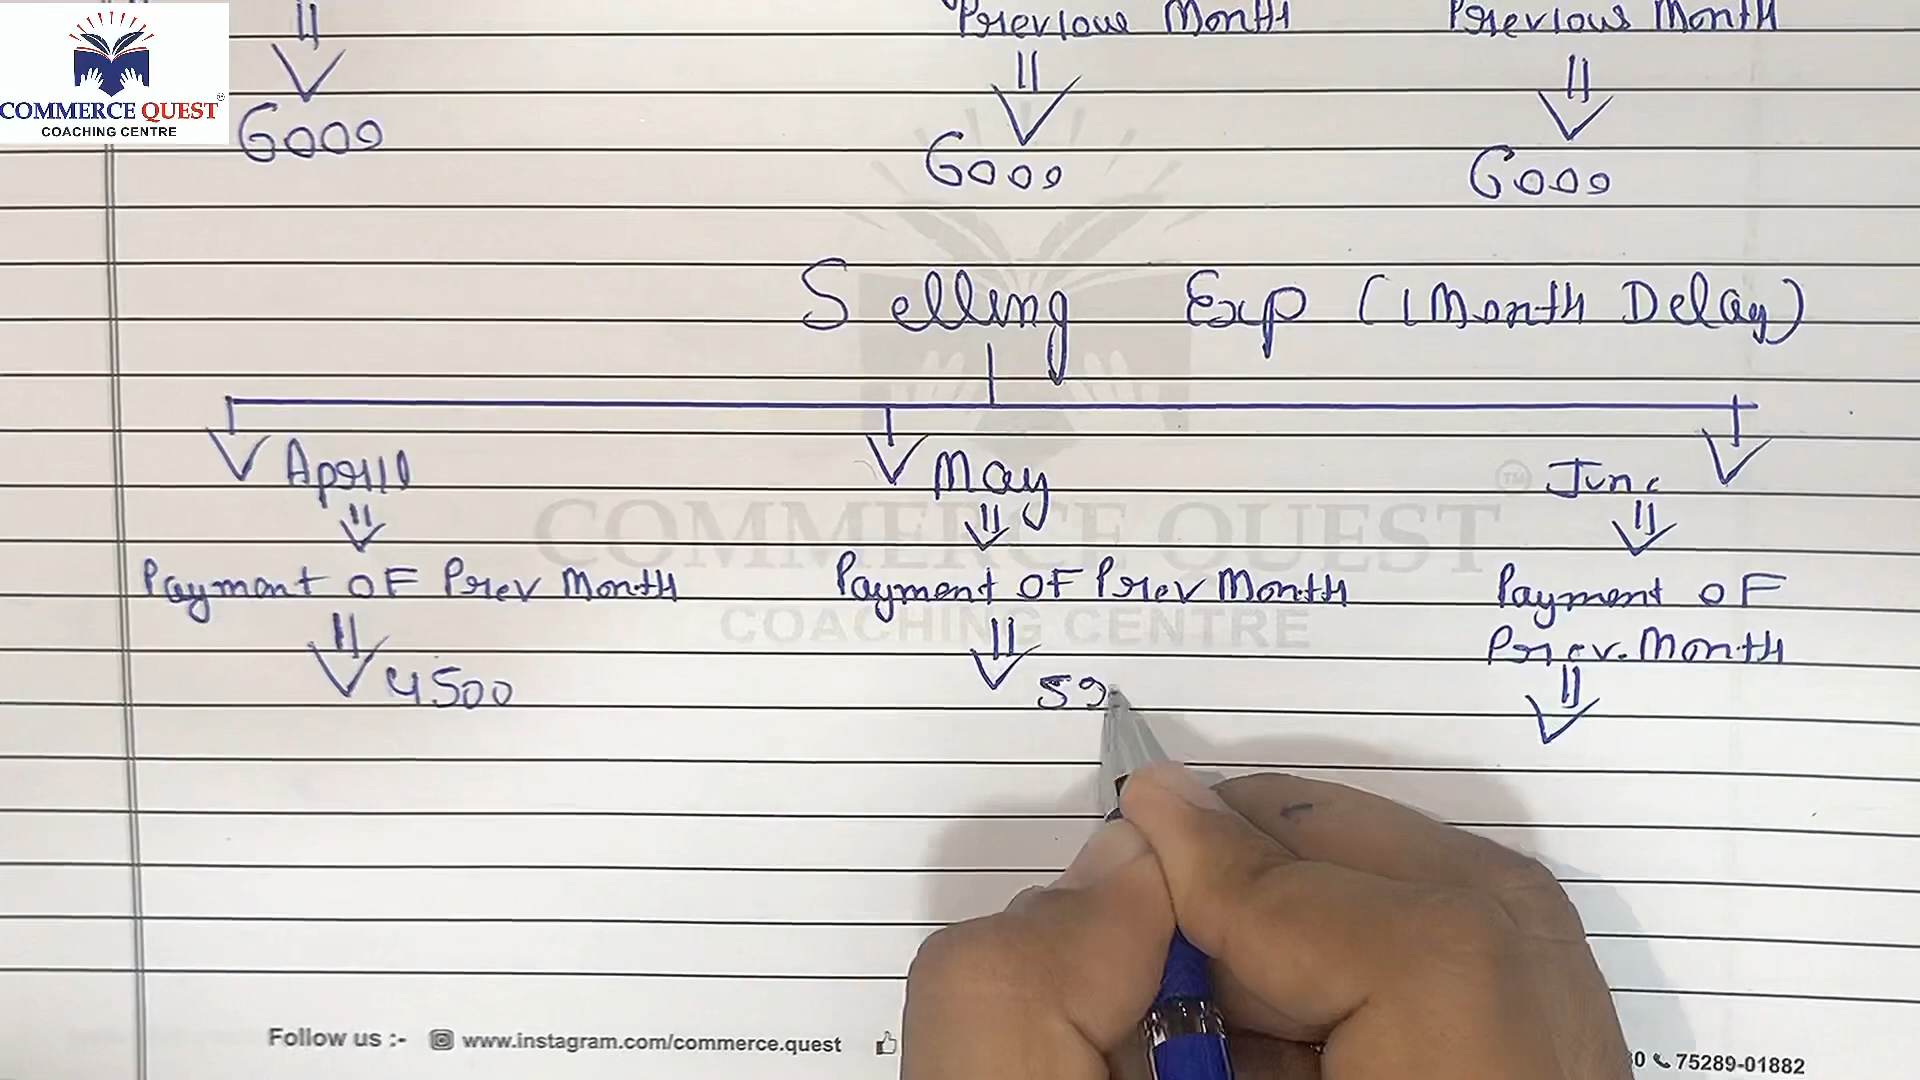 Previous Month Previous Month
COMMERCE QUEST
COACHING CENTRE
6000 6000 6000
Selling Exp (1 Month Delay)
April May June
COMMERCE QUEST
TM
Payment OF Prev Month Payment OF Prev Month Payment OF
Prev. Month
COACHING CENTRE
4500 59
Follow us :- www.instagram.com/commerce.quest 75289-01882